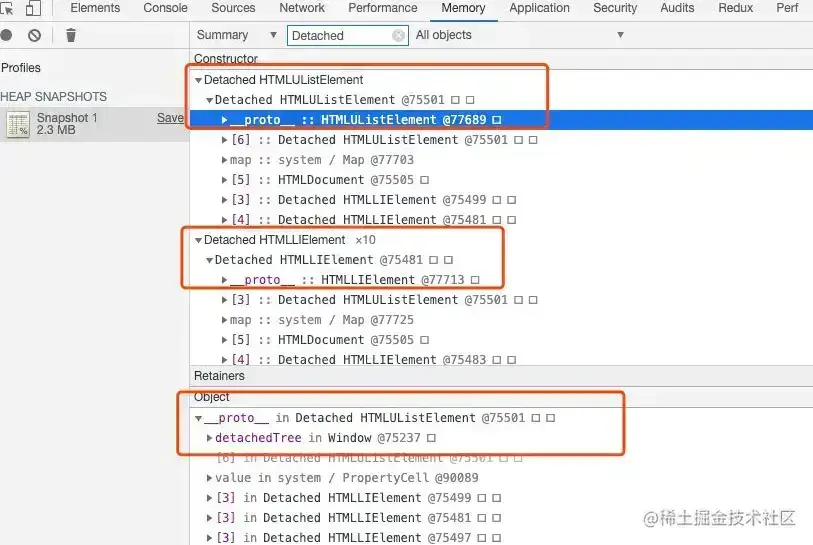 Elements Console Sources Network Performance Memory Application Security Audits Redux Perf
Summary ▼ Detached All objects ▼
Profiles
HEAP SNAPSHOTS
Snapshot 1 Save
2.3 MB
%
Constructor
▼Detached HTMLUListElement
▼Detached HTMLUListElement @75501
▶__proto__ :: HTMLUListElement @77689
▶[6] :: Detached HTMLUListElement @75501
▶map :: system / Map @77703
▶[5] :: HTMLDocument @75505
▶[3] :: Detached HTMLLIElement @75499
▶[4] :: Detached HTMLLIElement @75481
▼Detached HTMLLIElement ×10
▼Detached HTMLLIElement @75481
▶__proto__ :: HTMLLIElement @77713
▶[3] :: Detached HTMLUListElement @75501
▶map :: system / Map @77725
▶[5] :: HTMLDocument @75505
▶[4] :: Detached HTMLLIElement @75483
Retainers
Object
▼__proto__ in Detached HTMLUListElement @75501
▶detachedTree in Window @75237
[6] in Detached HTMLUListElement @75501
▶value in system / PropertyCell @90089
▶[3] in Detached HTMLLIElement @75499
▶[3] in Detached HTMLLIElement @75481
▶[3] in Detached HTMLLIElement @75497
@稀土掘金技术社区